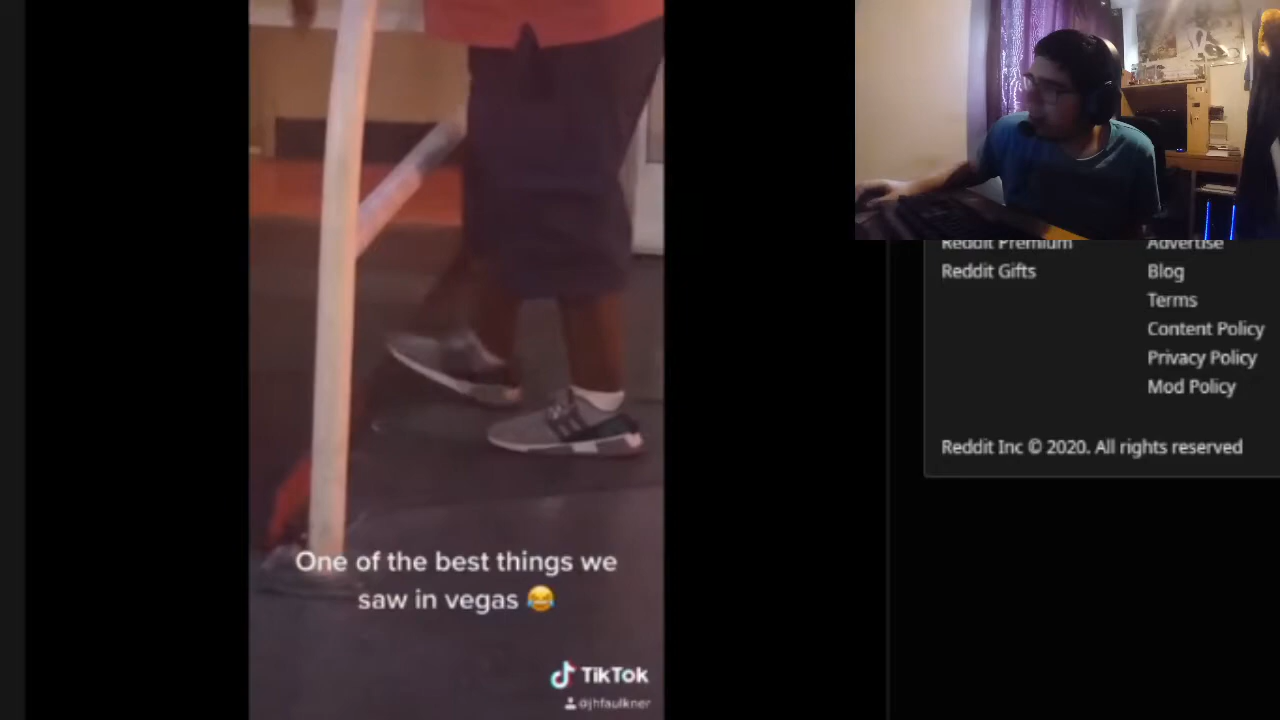 One of the best things we
saw in vegas 😂
TikTok
@jhfaulkner
Reddit Premium
Reddit Gifts
Advertise
Blog
Terms
Content Policy
Privacy Policy
Mod Policy
Reddit Inc © 2020. All rights reserved